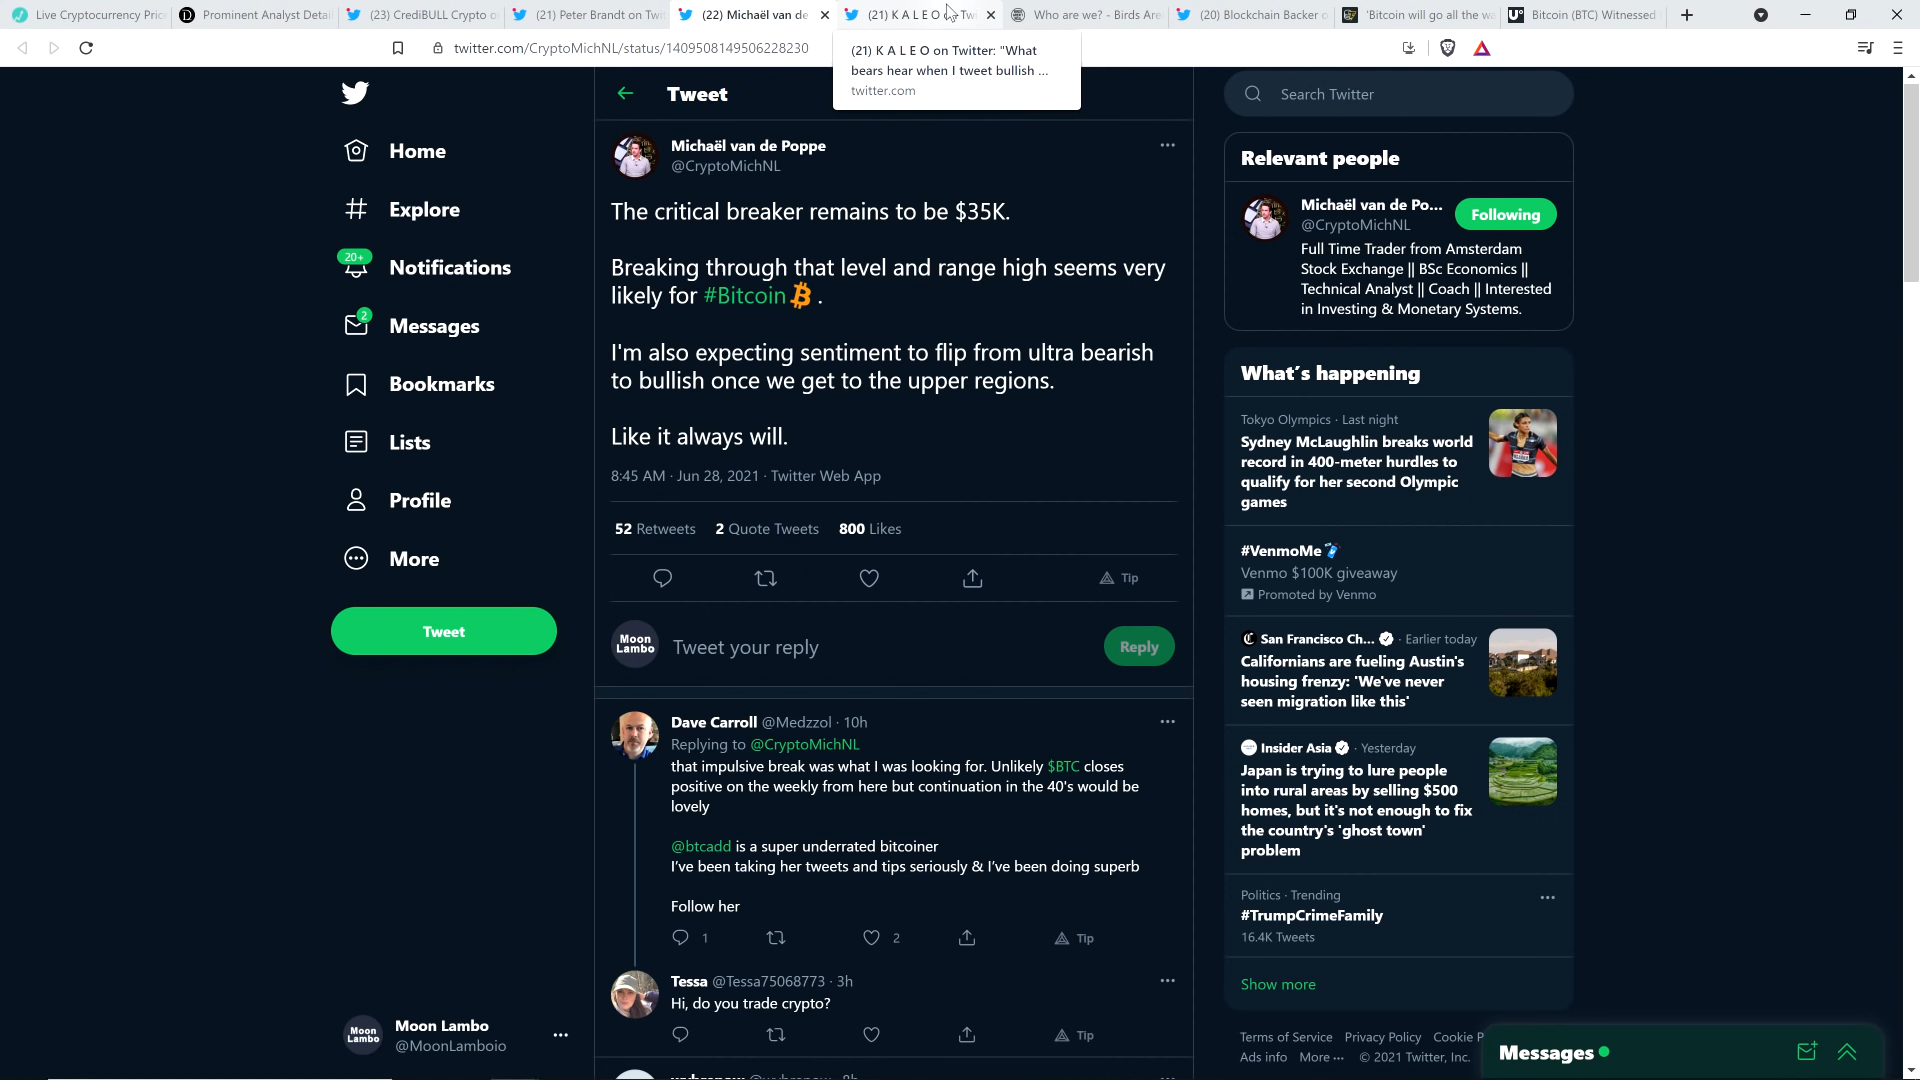 Live Cryptocurrency Pric
Prominent Analyst Detai
(23) CrediBULL Crypto o
(21) Peter Brandt on Twi
(22) Michaël van de
(21) K A L E O
Who are we? - Birds Are
(20) Blockchain Backer o
'Bitcoin will go all the wa
Bitcoin (BTC) Witnessed
twitter.com/CryptoMichNL/status/1409508149506228230
(21) K A L E O on Twitter: "What
bears hear when I tweet bullish ...
twitter.com
Home
Explore
20+
Notifications
2
Messages
Bookmarks
Lists
Profile
More
Tweet
Moon Lambo
Moon Lambo
@MoonLamboio
Tweet
Michaël van de Poppe
@CryptoMichNL
The critical breaker remains to be $35K.
Breaking through that level and range high seems very
likely for #Bitcoin .
I'm also expecting sentiment to flip from ultra bearish
to bullish once we get to the upper regions.
Like it always will.
8:45 AM · Jun 28, 2021 · Twitter Web App
52 Retweets 2 Quote Tweets 800 Likes
Tip
Moon Lambo
Tweet your reply
Reply
Dave Carroll @Medzzol · 10h
Replying to @CryptoMichNL
that impulsive break was what I was looking for. Unlikely $BTC closes
positive on the weekly from here but continuation in the 40's would be
lovely
@btcadd is a super underrated bitcoiner
I've been taking her tweets and tips seriously & I've been doing superb
Follow her
1 2 Tip
Tessa @Tessa75068773 · 3h
Hi, do you trade crypto?
Tip
Search Twitter
Relevant people
Michaël van de Po...
@CryptoMichNL
Following
Full Time Trader from Amsterdam
Stock Exchange || BSc Economics ||
Technical Analyst || Coach || Interested
in Investing & Monetary Systems.
What's happening
Tokyo Olympics · Last night
Sydney McLaughlin breaks world
record in 400-meter hurdles to
qualify for her second Olympic
games
#VenmoMe
Venmo $100K giveaway
Promoted by Venmo
San Francisco Ch... · Earlier today
Californians are fueling Austin's
housing frenzy: 'We've never
seen migration like this'
Insider Asia · Yesterday
Japan is trying to lure people
into rural areas by selling $500
homes, but it's not enough to fix
the country's 'ghost town'
problem
Politics · Trending
#TrumpCrimeFamily
16.4K Tweets
Show more
Terms of Service Privacy Policy Cookie P
Ads info More ··· © 2021 Twitter, Inc.
Messages